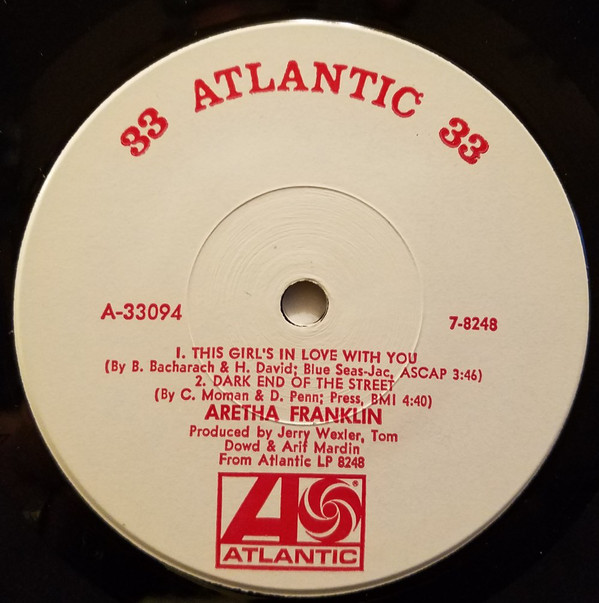 33 ATLANTIC 33
A-33094
7-8248
1. THIS GIRL'S IN LOVE WITH YOU
(By B. Bacharach & H. David; Blue Seas-Jac, ASCAP 3:46)
2. DARK END OF THE STREET
(By C. Moman & D. Penn; Press, BMI 4:40)
ARETHA FRANKLIN
Produced by Jerry Wexler, Tom
Dowd & Arif Mardin
From Atlantic LP 8248
A ®
ATLANTIC